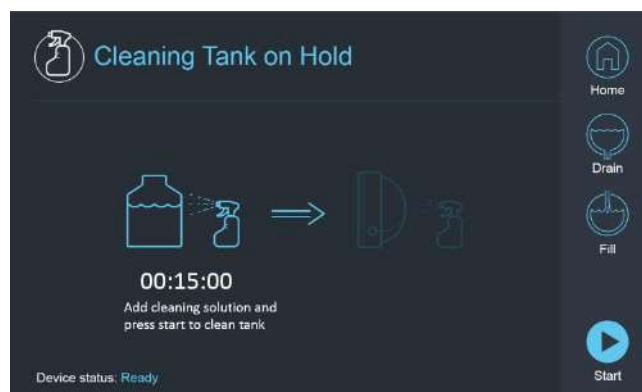 Cleaning Tank on Hold
Home
Drain
Fill
00:15:00
Add cleaning solution and
press start to clean tank
Device status: Ready
Start